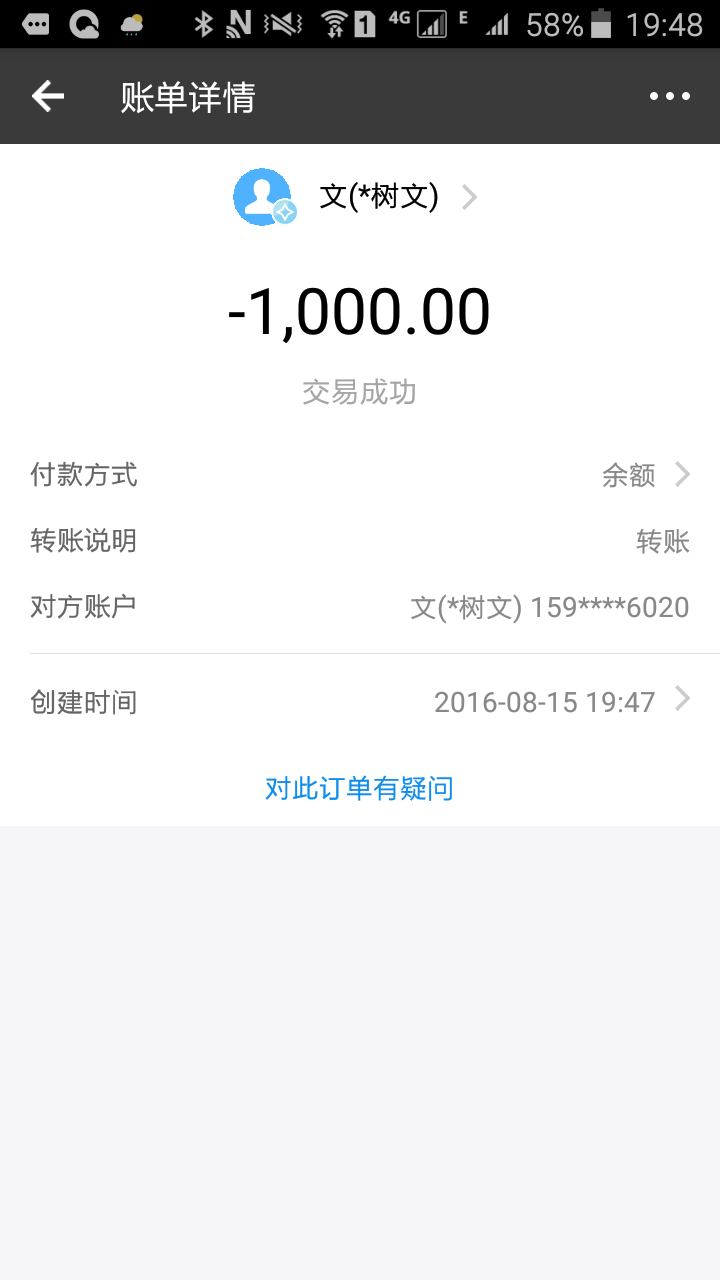 1 4G E 58% 19:48
账单详情
文(*树文)
-1,000.00
交易成功
付款方式 余额
转账说明 转账
对方账户 文(*树文) 159****6020
创建时间 2016-08-15 19:47
对此订单有疑问